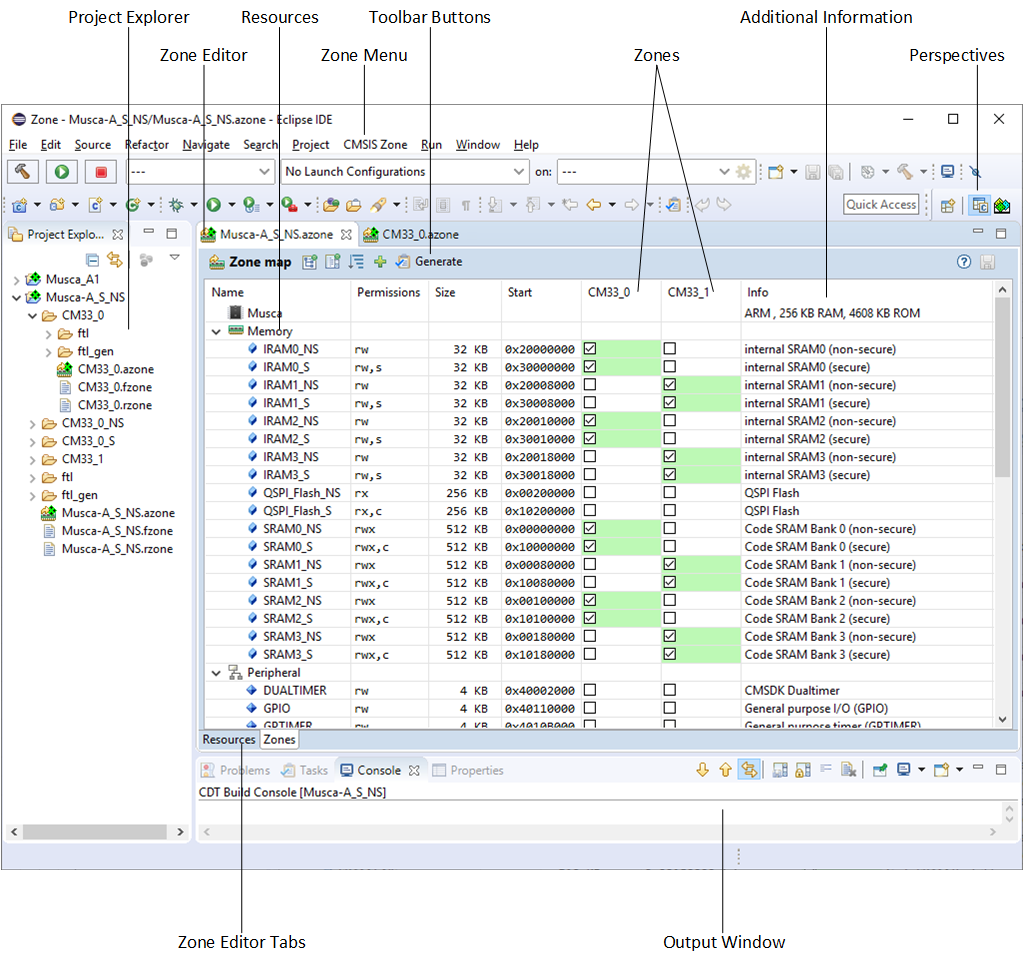 Project Explorer Resources Toolbar Buttons Additional Information
Zone Editor Zone Menu Zones Perspectives
Zone - Musca-A_S_NS/Musca-A_S_NS.azone - Eclipse IDE
File Edit Source Refactor Navigate Search Project CMSIS Zone Run Window Help
--- No Launch Configurations on: ---
Quick Access
Project Explo... Musca-A_S_NS.azone CM33_0.azone
Zone map Generate
Musca_A1
Musca-A_S_NS
CM33_0
ftl
ftl_gen
CM33_0.azone
CM33_0.fzone
CM33_0.rzone
CM33_0_NS
CM33_0_S
CM33_1
ftl
ftl_gen
Musca-A_S_NS.azone
Musca-A_S_NS.fzone
Musca-A_S_NS.rzone
Name Permissions Size Start CM33_0 CM33_1 Info
Musca ARM , 256 KB RAM, 4608 KB ROM
Memory
IRAM0_NS rw 32 KB 0x20000000 internal SRAM0 (non-secure)
IRAM0_S rw,s 32 KB 0x30000000 internal SRAM0 (secure)
IRAM1_NS rw 32 KB 0x20008000 internal SRAM1 (non-secure)
IRAM1_S rw,s 32 KB 0x30008000 internal SRAM1 (secure)
IRAM2_NS rw 32 KB 0x20010000 internal SRAM2 (non-secure)
IRAM2_S rw,s 32 KB 0x30010000 internal SRAM2 (secure)
IRAM3_NS rw 32 KB 0x20018000 internal SRAM3 (non-secure)
IRAM3_S rw,s 32 KB 0x30018000 internal SRAM3 (secure)
QSPI_Flash_NS rx 256 KB 0x00200000 QSPI Flash
QSPI_Flash_S rx,c 256 KB 0x10200000 QSPI Flash
SRAM0_NS rwx 512 KB 0x00000000 Code SRAM Bank 0 (non-secure)
SRAM0_S rwx,c 512 KB 0x10000000 Code SRAM Bank 0 (secure)
SRAM1_NS rwx 512 KB 0x00080000 Code SRAM Bank 1 (non-secure)
SRAM1_S rwx,c 512 KB 0x10080000 Code SRAM Bank 1 (secure)
SRAM2_NS rwx 512 KB 0x00100000 Code SRAM Bank 2 (non-secure)
SRAM2_S rwx,c 512 KB 0x10100000 Code SRAM Bank 2 (secure)
SRAM3_NS rwx 512 KB 0x00180000 Code SRAM Bank 3 (non-secure)
SRAM3_S rwx,c 512 KB 0x10180000 Code SRAM Bank 3 (secure)
Peripheral
DUALTIMER rw 4 KB 0x40002000 CMSDK Dualtimer
GPIO rw 4 KB 0x40110000 General purpose I/O (GPIO)
GPTIMER rw 4 KB 0x4010B000 General purpose timer (GPTIMER)
Resources Zones
Problems Tasks Console Properties
CDT Build Console [Musca-A_S_NS]
Zone Editor Tabs Output Window